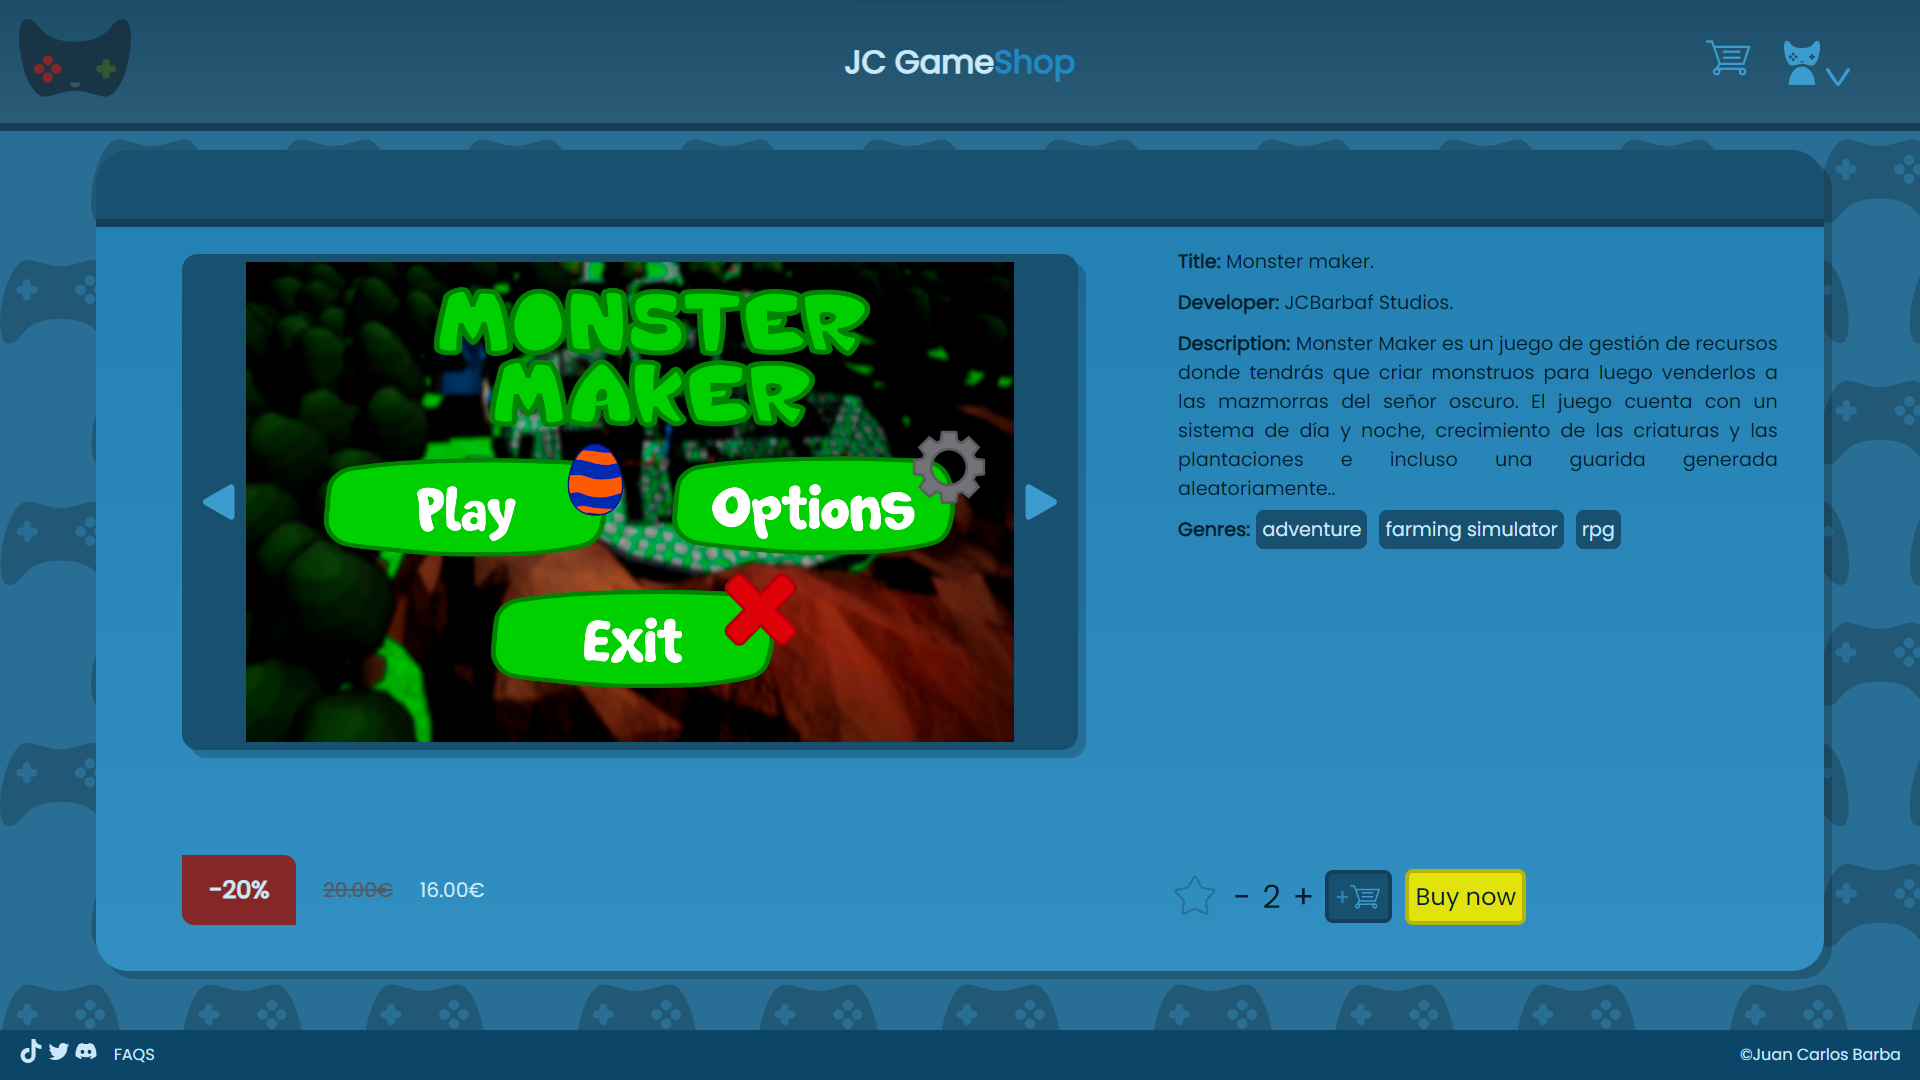 JC GameShop
MONSTER
MAKER
Play
Options
Exit
Title: Monster maker.
Developer: JCBarbaf Studios.
Description: Monster Maker es un juego de gestión de recursos
donde tendrás que criar monstruos para luego venderlos a
las mazmorras del señor oscuro. El juego cuenta con un
sistema de día y noche, crecimiento de las criaturas y las
plantaciones e incluso una guarida generada
aleatoriamente..
Genres: adventure farming simulator rpg
-20% 20.00€ 16.00€
- 2 + + Buy now
FAQS
©Juan Carlos Barba